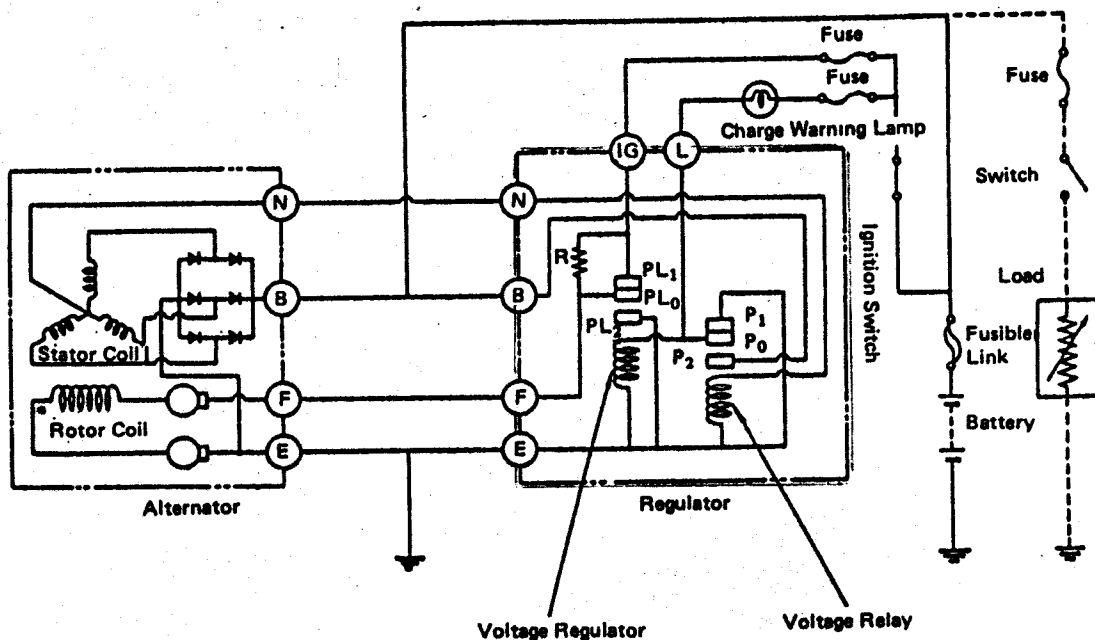 Fuse
Fuse
Fuse
Charge Warning Lamp
IG
L
Switch
N
N
Ignition Switch
R
PL1
PL0
Load
B
B
PL2
P1
P0
P2
Stator Coil
Fusible
Link
F
F
Rotor Coil
Battery
E
E
Alternator
Regulator
Voltage Regulator
Voltage Relay